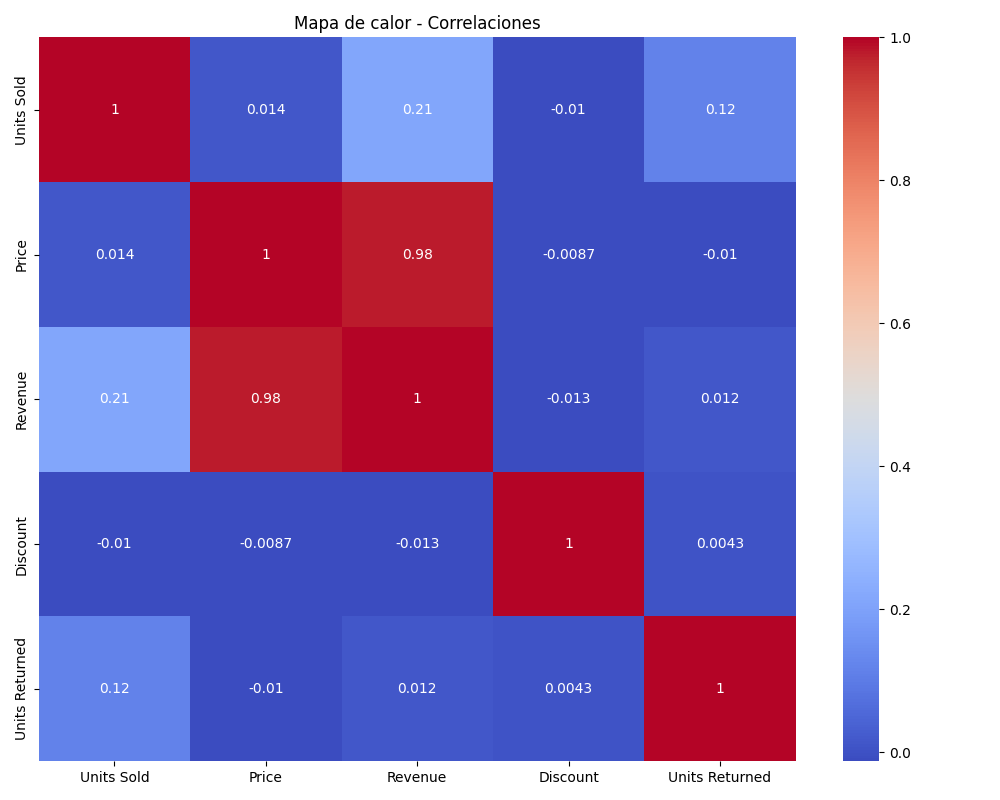 Mapa de calor - Correlaciones
Units Sold
1
0.014
0.21
-0.01
0.12
Price
0.014
1
0.98
-0.0087
-0.01
Revenue
0.21
0.98
1
-0.013
0.012
Discount
-0.01
-0.0087
-0.013
1
0.0043
Units Returned
0.12
-0.01
0.012
0.0043
1
Units Sold
Price
Revenue
Discount
Units Returned
1.0
0.8
0.6
0.4
0.2
0.0